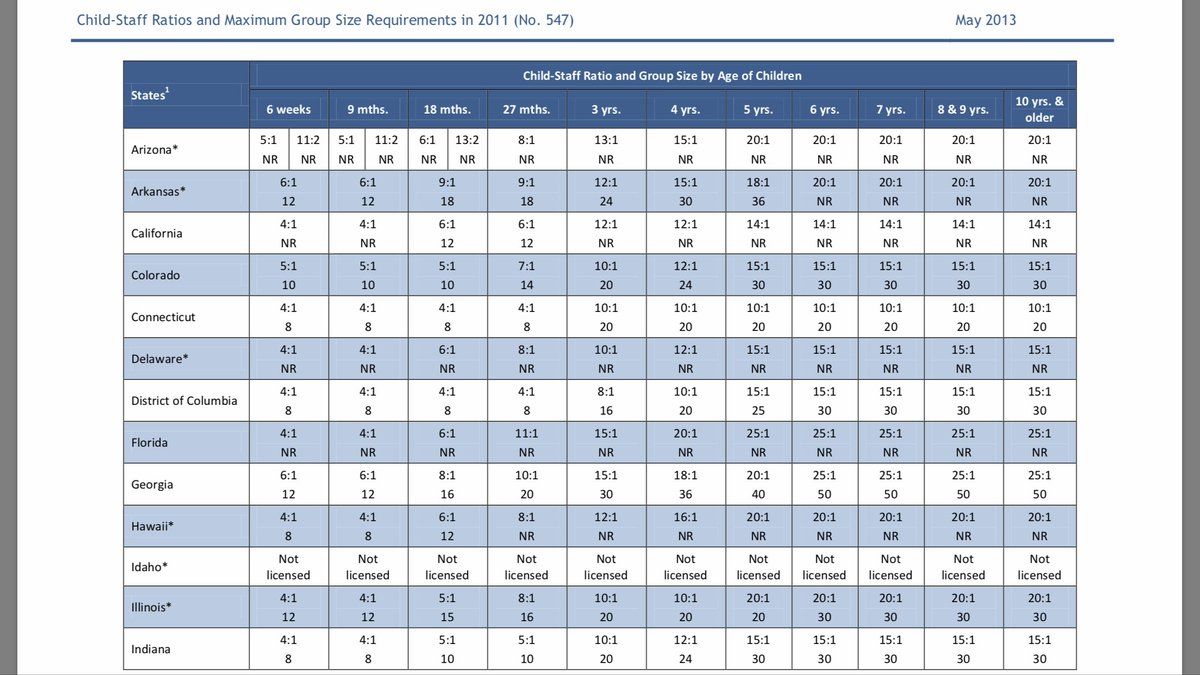 Child-Staff Ratios and Maximum Group Size Requirements in 2011 (No. 547) May 2013
States1 Child-Staff Ratio and Group Size by Age of Children
6 weeks 9 mths. 18 mths. 27 mths. 3 yrs. 4 yrs. 5 yrs. 6 yrs. 7 yrs. 8 & 9 yrs. 10 yrs. & older
Arizona* 5:1 11:2 5:1 11:2 6:1 13:2 8:1 13:1 15:1 20:1 20:1 20:1 20:1 20:1
NR NR NR NR NR NR NR NR NR NR NR NR NR NR
Arkansas* 6:1 6:1 9:1 9:1 12:1 15:1 18:1 20:1 20:1 20:1 20:1
12 12 18 18 24 30 36 NR NR NR NR
California 4:1 4:1 6:1 6:1 12:1 12:1 14:1 14:1 14:1 14:1 14:1
NR NR 12 12 NR NR NR NR NR NR NR
Colorado 5:1 5:1 5:1 7:1 10:1 12:1 15:1 15:1 15:1 15:1 15:1
10 10 10 14 20 24 30 30 30 30 30
Connecticut 4:1 4:1 4:1 4:1 10:1 10:1 10:1 10:1 10:1 10:1 10:1
8 8 8 8 20 20 20 20 20 20 20
Delaware* 4:1 4:1 6:1 8:1 10:1 12:1 15:1 15:1 15:1 15:1 15:1
NR NR NR NR NR NR NR NR NR NR NR
District of Columbia 4:1 4:1 4:1 4:1 8:1 10:1 15:1 15:1 15:1 15:1 15:1
8 8 8 8 16 20 25 30 30 30 30
Florida 4:1 4:1 6:1 11:1 15:1 20:1 25:1 25:1 25:1 25:1 25:1
NR NR NR NR NR NR NR NR NR NR NR
Georgia 6:1 6:1 8:1 10:1 15:1 18:1 20:1 25:1 25:1 25:1 25:1
12 12 16 20 30 36 40 50 50 50 50
Hawaii* 4:1 4:1 6:1 8:1 12:1 16:1 20:1 20:1 20:1 20:1 20:1
8 8 12 NR NR NR NR NR NR NR NR
Idaho* Not Not Not Not Not Not Not Not Not Not Not
licensed licensed licensed licensed licensed licensed licensed licensed licensed licensed licensed
Illinois* 4:1 4:1 5:1 8:1 10:1 10:1 20:1 20:1 20:1 20:1 20:1
12 12 15 16 20 20 20 30 30 30 30
Indiana 4:1 4:1 5:1 5:1 10:1 12:1 15:1 15:1 15:1 15:1 15:1
8 8 10 10 20 24 30 30 30 30 30